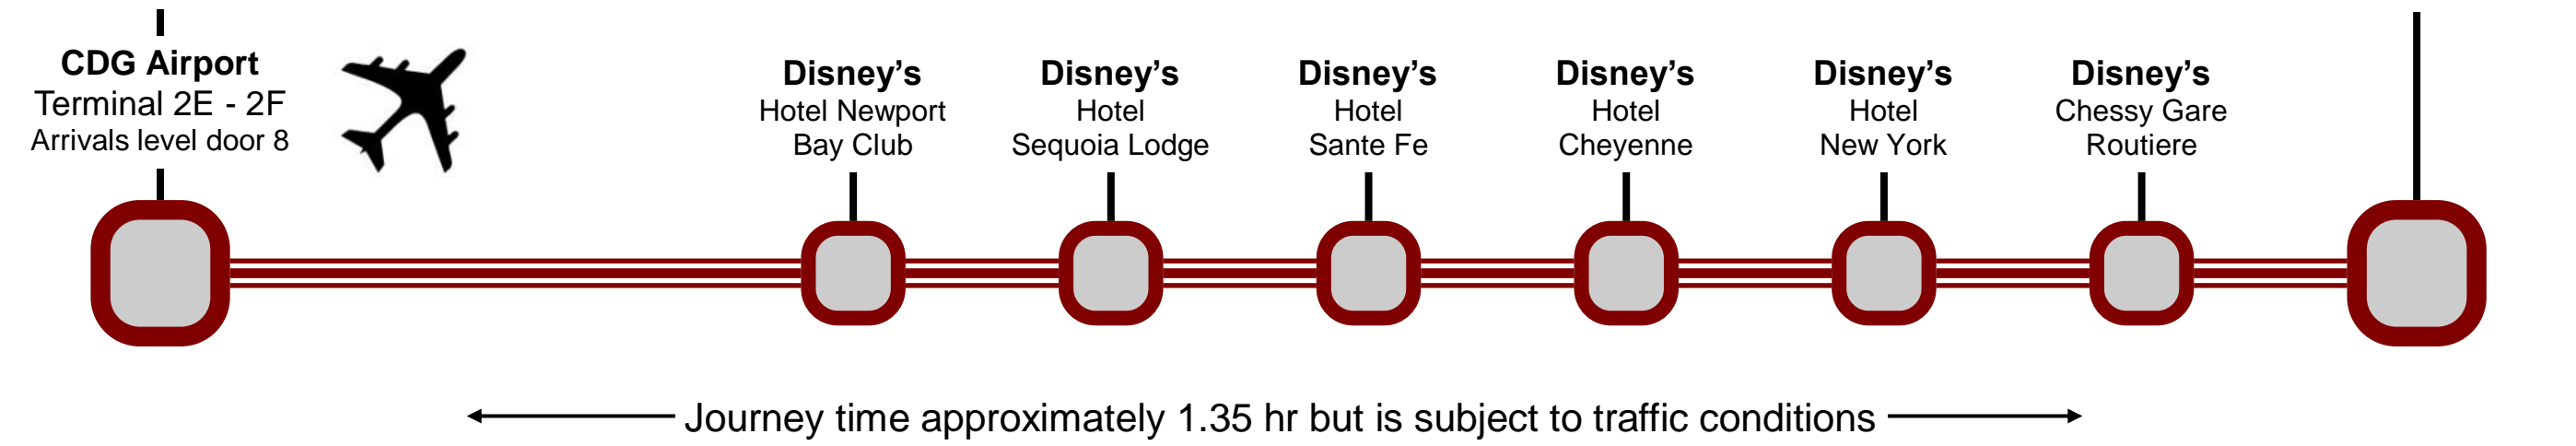 CDG Airport
Terminal 2E - 2F
Arrivals level door 8
Disney’s
Hotel Newport
Bay Club
Disney’s
Hotel
Sequoia Lodge
Disney’s
Hotel
Sante Fe
Disney’s
Hotel
Cheyenne
Disney’s
Hotel
New York
Disney’s
Chessy Gare
Routiere
Journey time approximately 1.35 hr but is subject to traffic conditions